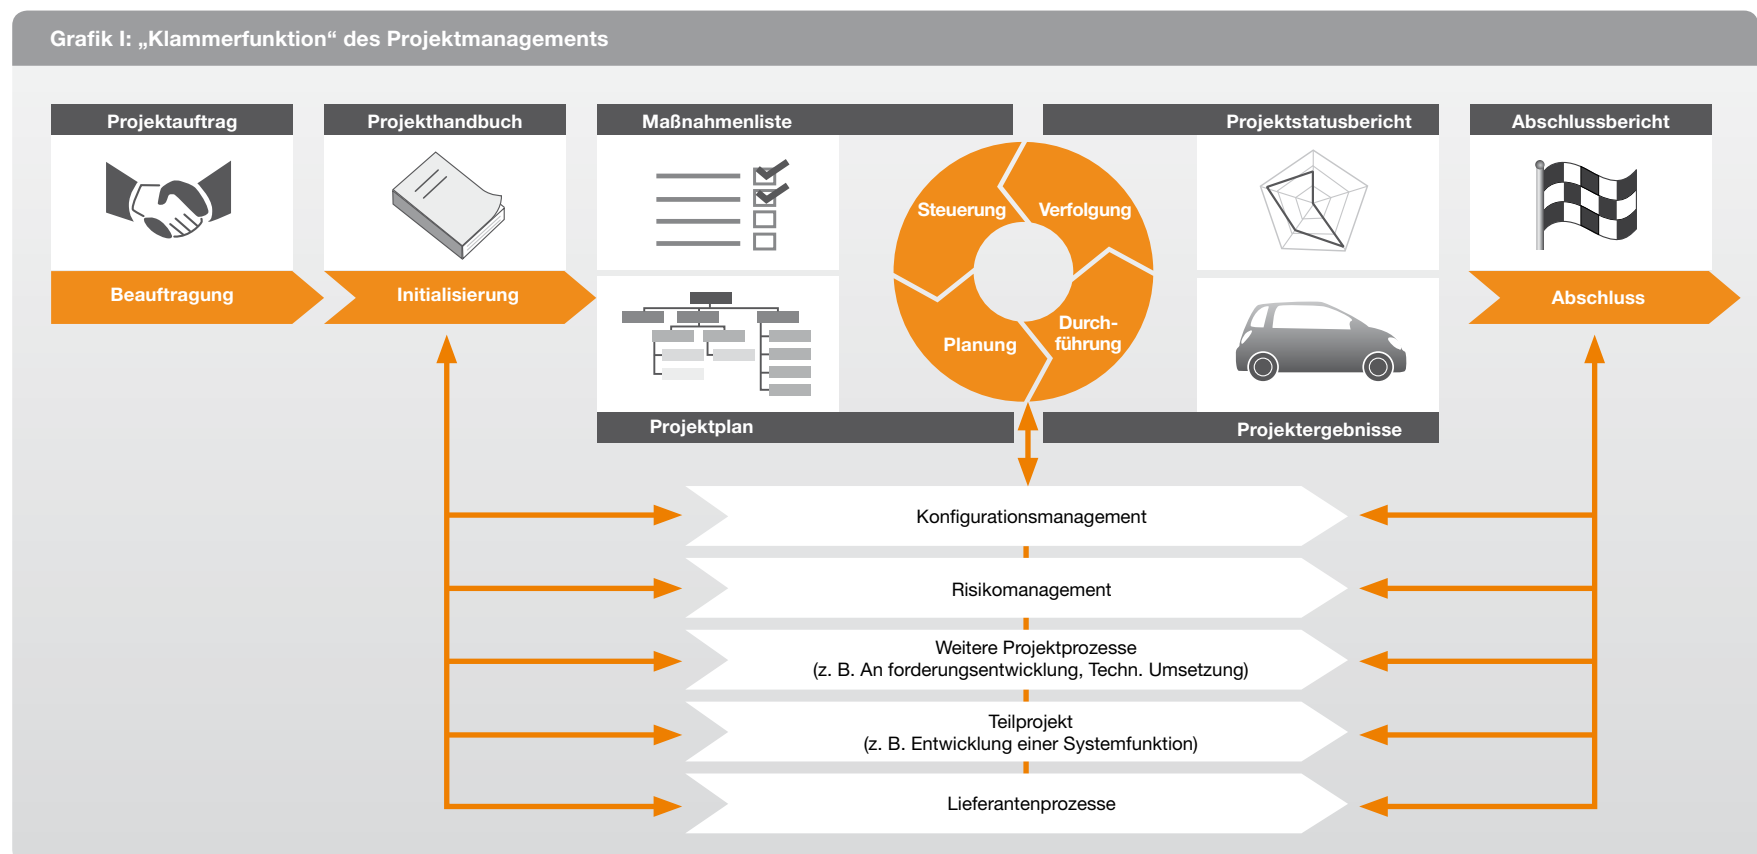 Grafik I: „Klammerfunktion“ des Projektmanagements
Projektauftrag
Projekthandbuch
Maßnahmenliste
Projektstatusbericht
Abschlussbericht
Steuerung
Verfolgung
Beauftragung
Initialisierung
Abschluss
Planung
Durch-
führung
Projektplan
Projektergebnisse
Konfigurationsmanagement
Risikomanagement
Weitere Projektprozesse
(z. B. An forderungsentwicklung, Techn. Umsetzung)
Teilprojekt
(z. B. Entwicklung einer Systemfunktion)
Lieferantenprozesse